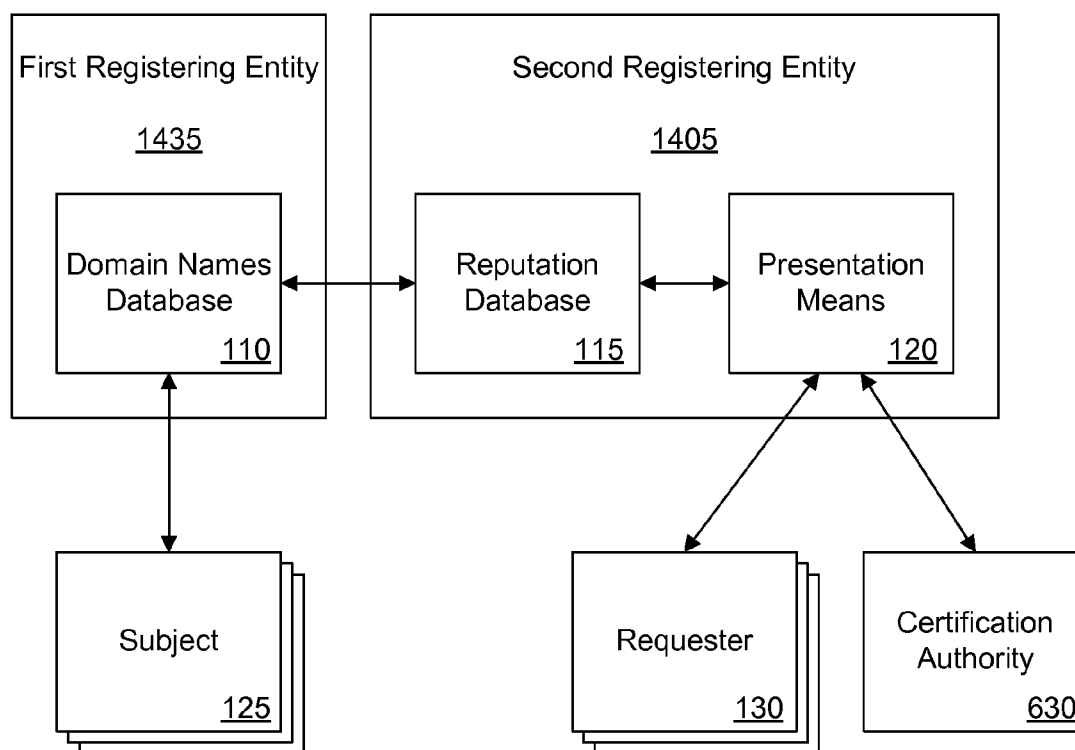 First Registering Entity
1435
Second Registering Entity
1405
Domain Names
Database
110
Reputation
Database
115
Presentation
Means
120
Subject
125
Requester
130
Certification
Authority
630